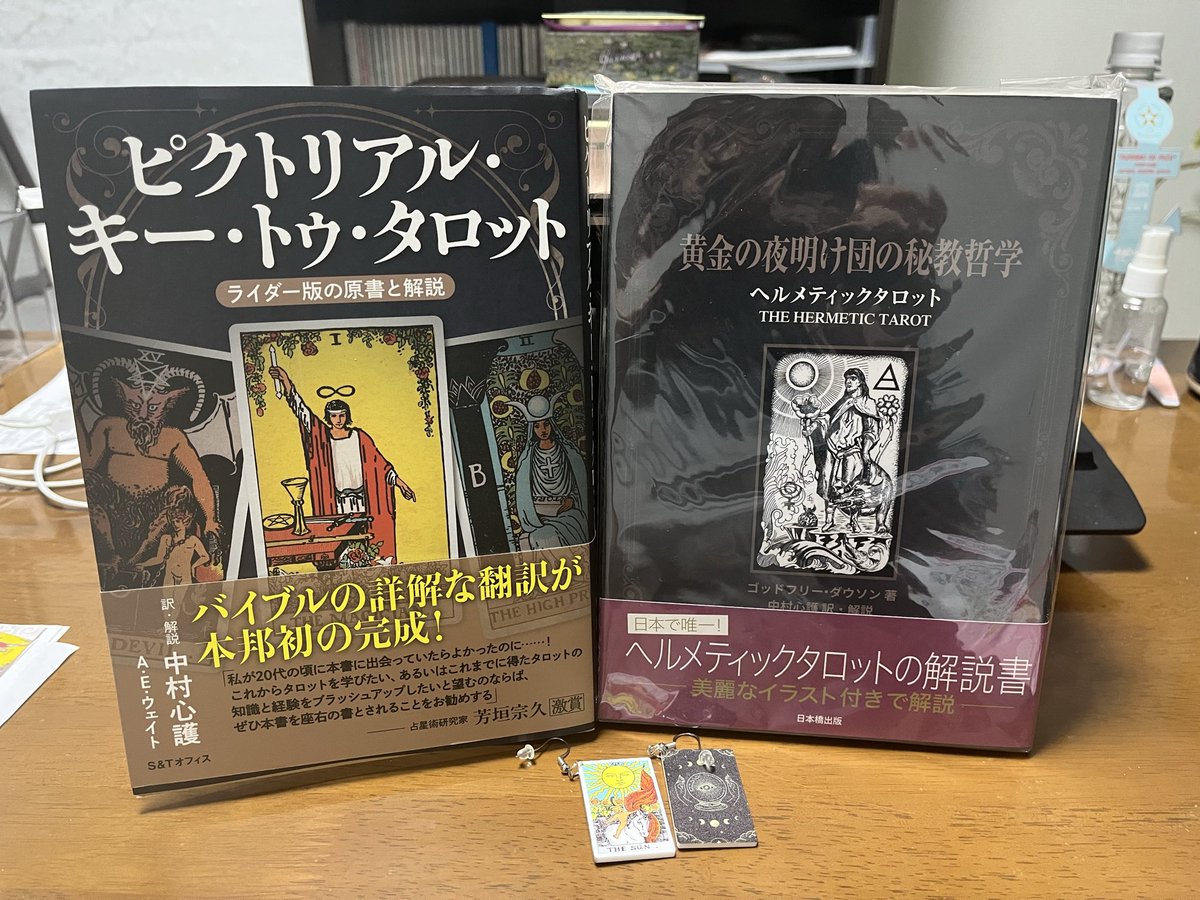 ピクトリアル・
キー・トゥ・タロット
ライダー版の原書と解説
I
II
B
DEVIL
THE HIGH PR
バイブルの詳解な翻訳が
本邦初の完成!
「私が20代の頃に本書に出会っていたらよかったのに……!
これからタロットを学びたい、あるいはこれまでに得たタロットの
知識と経験をブラッシュアップしたいと望むのならば、
ぜひ本書を座右の書とされることをお勧めする」
占星術研究家 芳垣宗久 激賞
訳・解説 中村心護
A・E・ウェイト
S&Tオフィス
黄金の夜明け団の秘教哲学
ヘルメティックタロット
THE HERMETIC TAROT
ゴッドフリー・ダウソン 著
中村心護 訳・解説
日本で唯一!
ヘルメティックタロットの解説書
美麗なイラスト付きで解説
日本橋出版
THE SUN